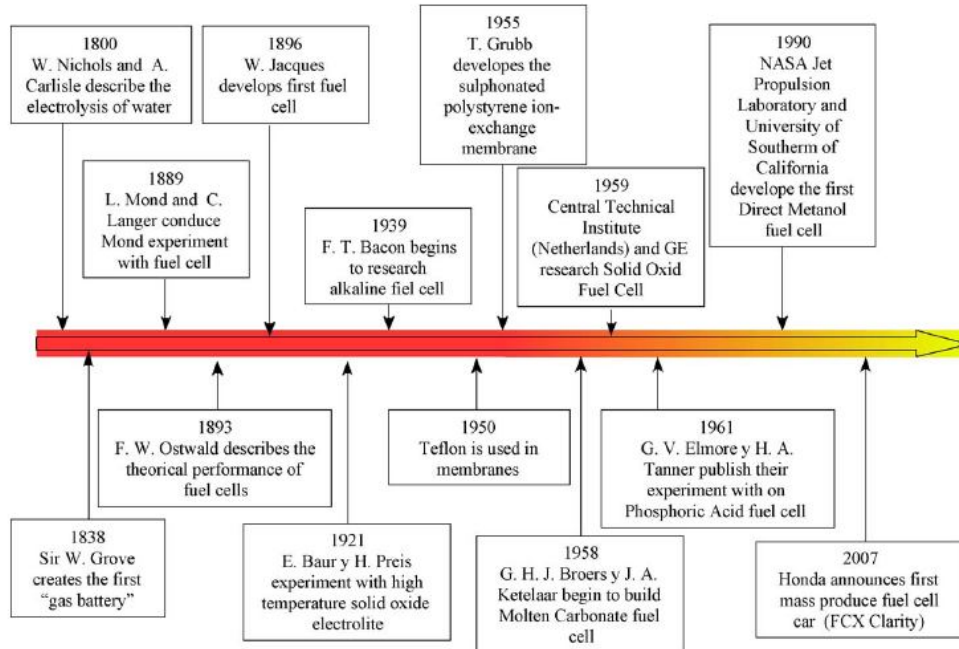 1800
W. Nichols and A.
Carlisle describe the
electrolysis of water
1896
W. Jacques
develops first fuel
cell
1955
T. Grubb
developes the
sulphonated
polystyrene ion-
exchange
membrane
1990
NASA Jet
Propulsion
Laboratory and
University of
Southerm of
California
develope the first
Direct Metanol
fuel cell
1889
L. Mond and C.
Langer conduce
Mond experiment
with fuel cell
1939
F. T. Bacon begins
to research
alkaline fiel cell
1959
Central Technical
Institute
(Netherlands) and GE
research Solid Oxid
Fuel Cell
1893
F. W. Ostwald describes the
theorical performance of
fuel cells
1950
Teflon is used in
membranes
1961
G. V. Elmore y H. A.
Tanner publish their
experiment with on
Phosphoric Acid fuel cell
1838
Sir W. Grove
creates the first
“gas battery”
1921
E. Baur y H. Preis
experiment with high
temperature solid oxide
electrolite
1958
G. H. J. Broers y J. A.
Ketelaar begin to build
Molten Carbonate fuel
cell
2007
Honda announces first
mass produce fuel cell
car (FCX Clarity)